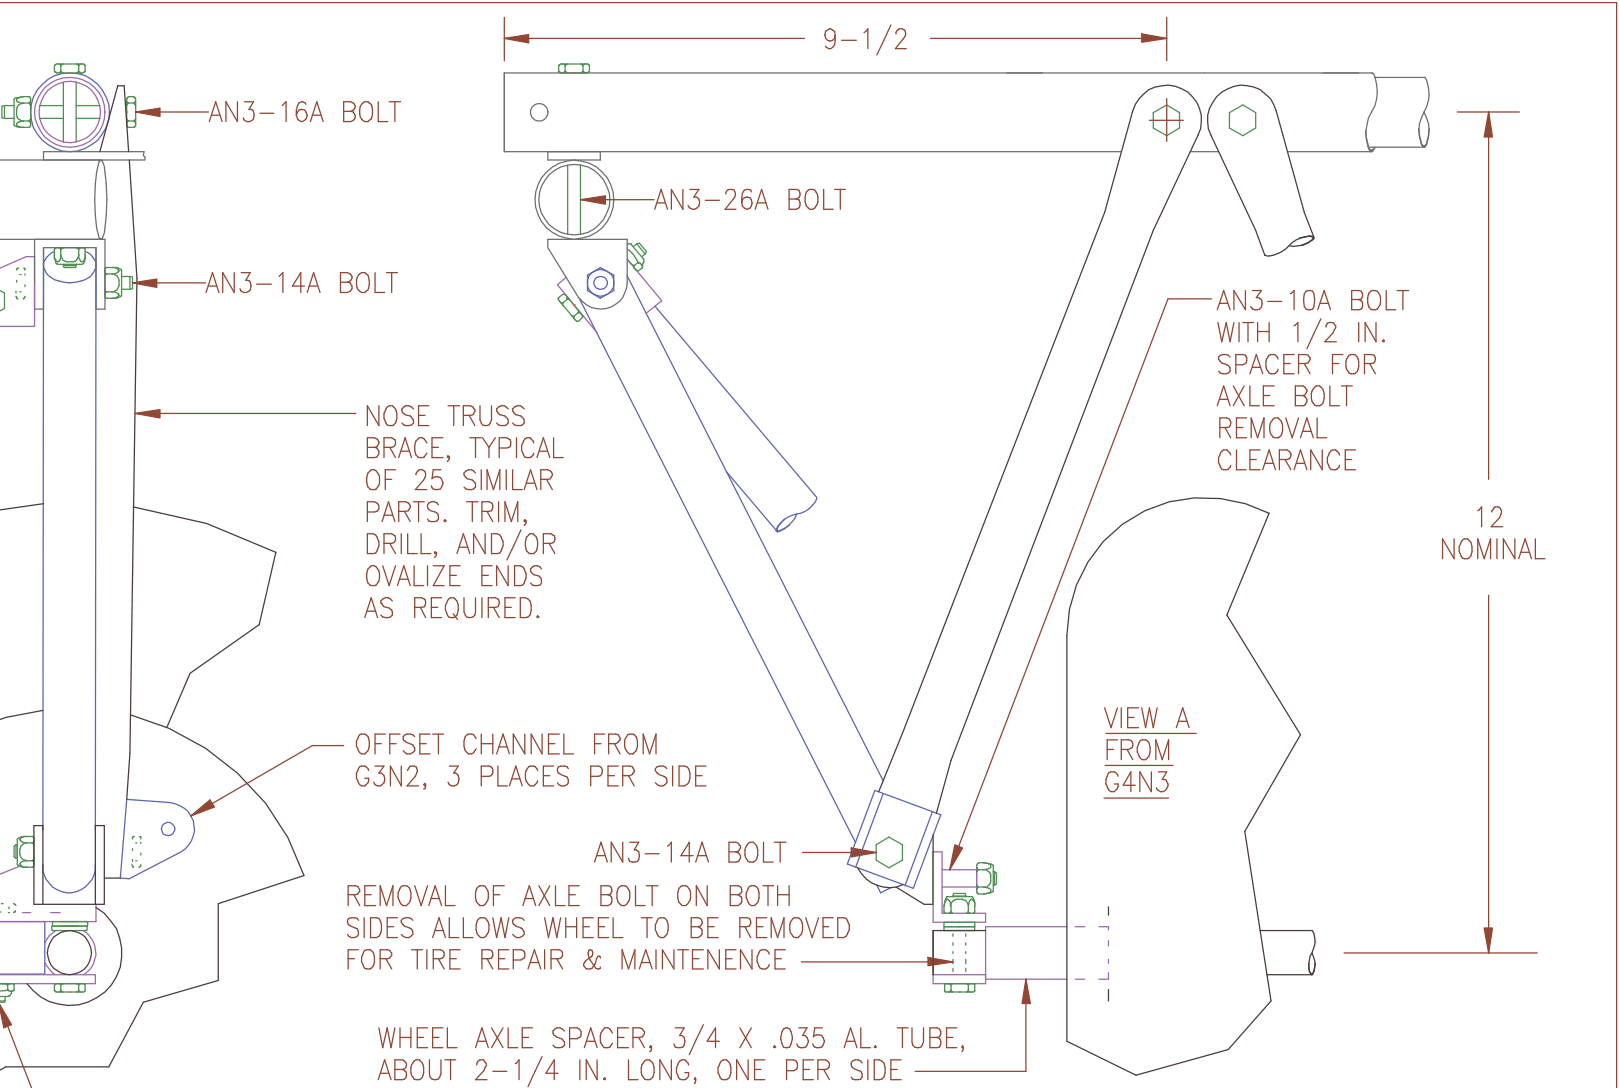 9-1/2
AN3-16A BOLT
AN3-26A BOLT
AN3-14A BOLT
AN3-10A BOLT
WITH 1/2 IN.
SPACER FOR
AXLE BOLT
REMOVAL
CLEARANCE
NOSE TRUSS
BRACE, TYPICAL
OF 25 SIMILAR
PARTS. TRIM,
DRILL, AND/OR
OVALIZE ENDS
AS REQUIRED.
12
NOMINAL
VIEW A
FROM
G4N3
OFFSET CHANNEL FROM
G3N2, 3 PLACES PER SIDE
AN3-14A BOLT
REMOVAL OF AXLE BOLT ON BOTH
SIDES ALLOWS WHEEL TO BE REMOVED
FOR TIRE REPAIR & MAINTENENCE
WHEEL AXLE SPACER, 3/4 X .035 AL. TUBE,
ABOUT 2-1/4 IN. LONG, ONE PER SIDE